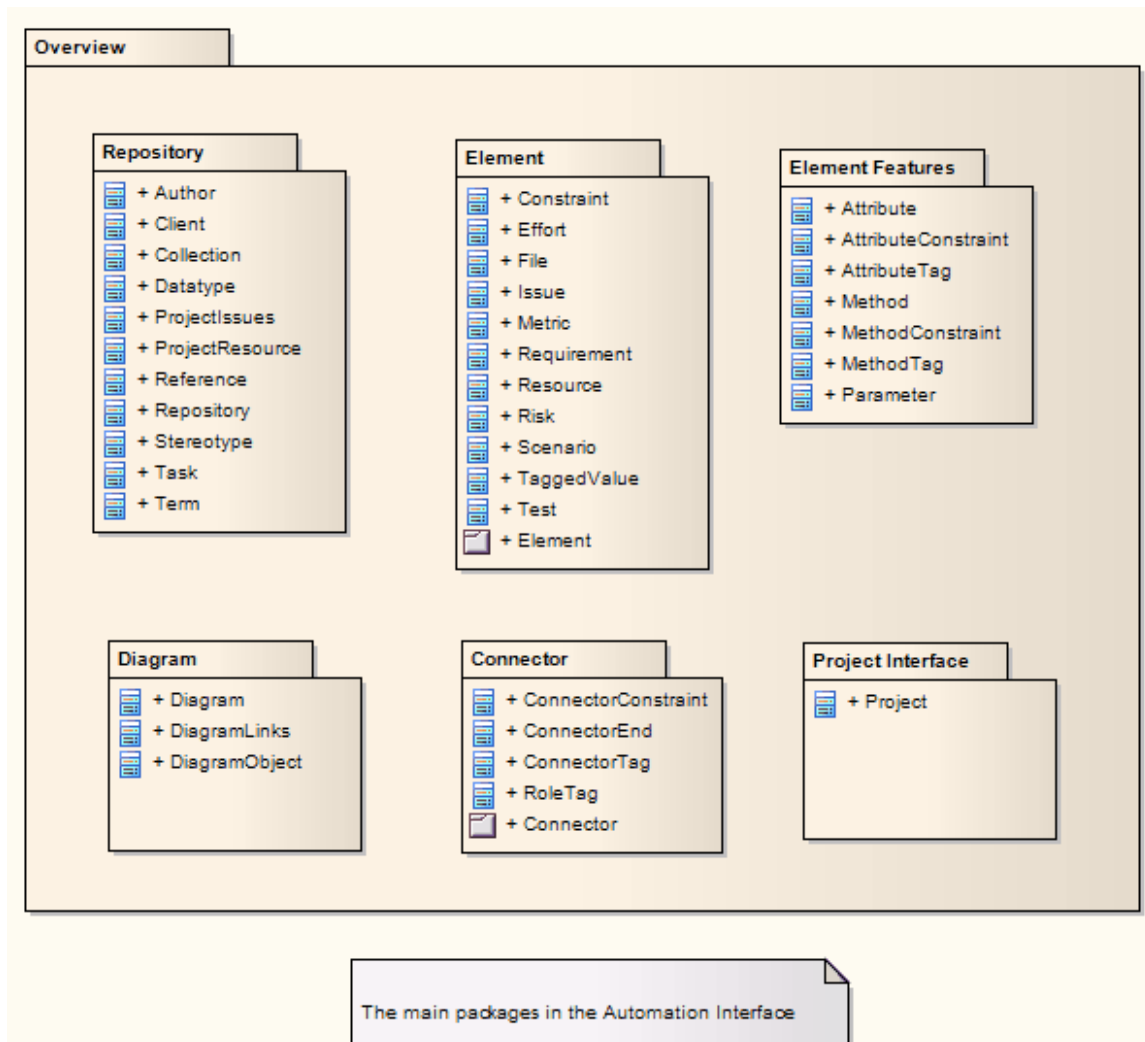 Overview
Repository
+ Author
+ Client
+ Collection
+ Datatype
+ ProjectIssues
+ ProjectResource
+ Reference
+ Repository
+ Stereotype
+ Task
+ Term
Element
+ Constraint
+ Effort
+ File
+ Issue
+ Metric
+ Requirement
+ Resource
+ Risk
+ Scenario
+ TaggedValue
+ Test
+ Element
Element Features
+ Attribute
+ AttributeConstraint
+ AttributeTag
+ Method
+ MethodConstraint
+ MethodTag
+ Parameter
Diagram
+ Diagram
+ DiagramLinks
+ DiagramObject
Connector
+ ConnectorConstraint
+ ConnectorEnd
+ ConnectorTag
+ RoleTag
+ Connector
Project Interface
+ Project
The main packages in the Automation Interface